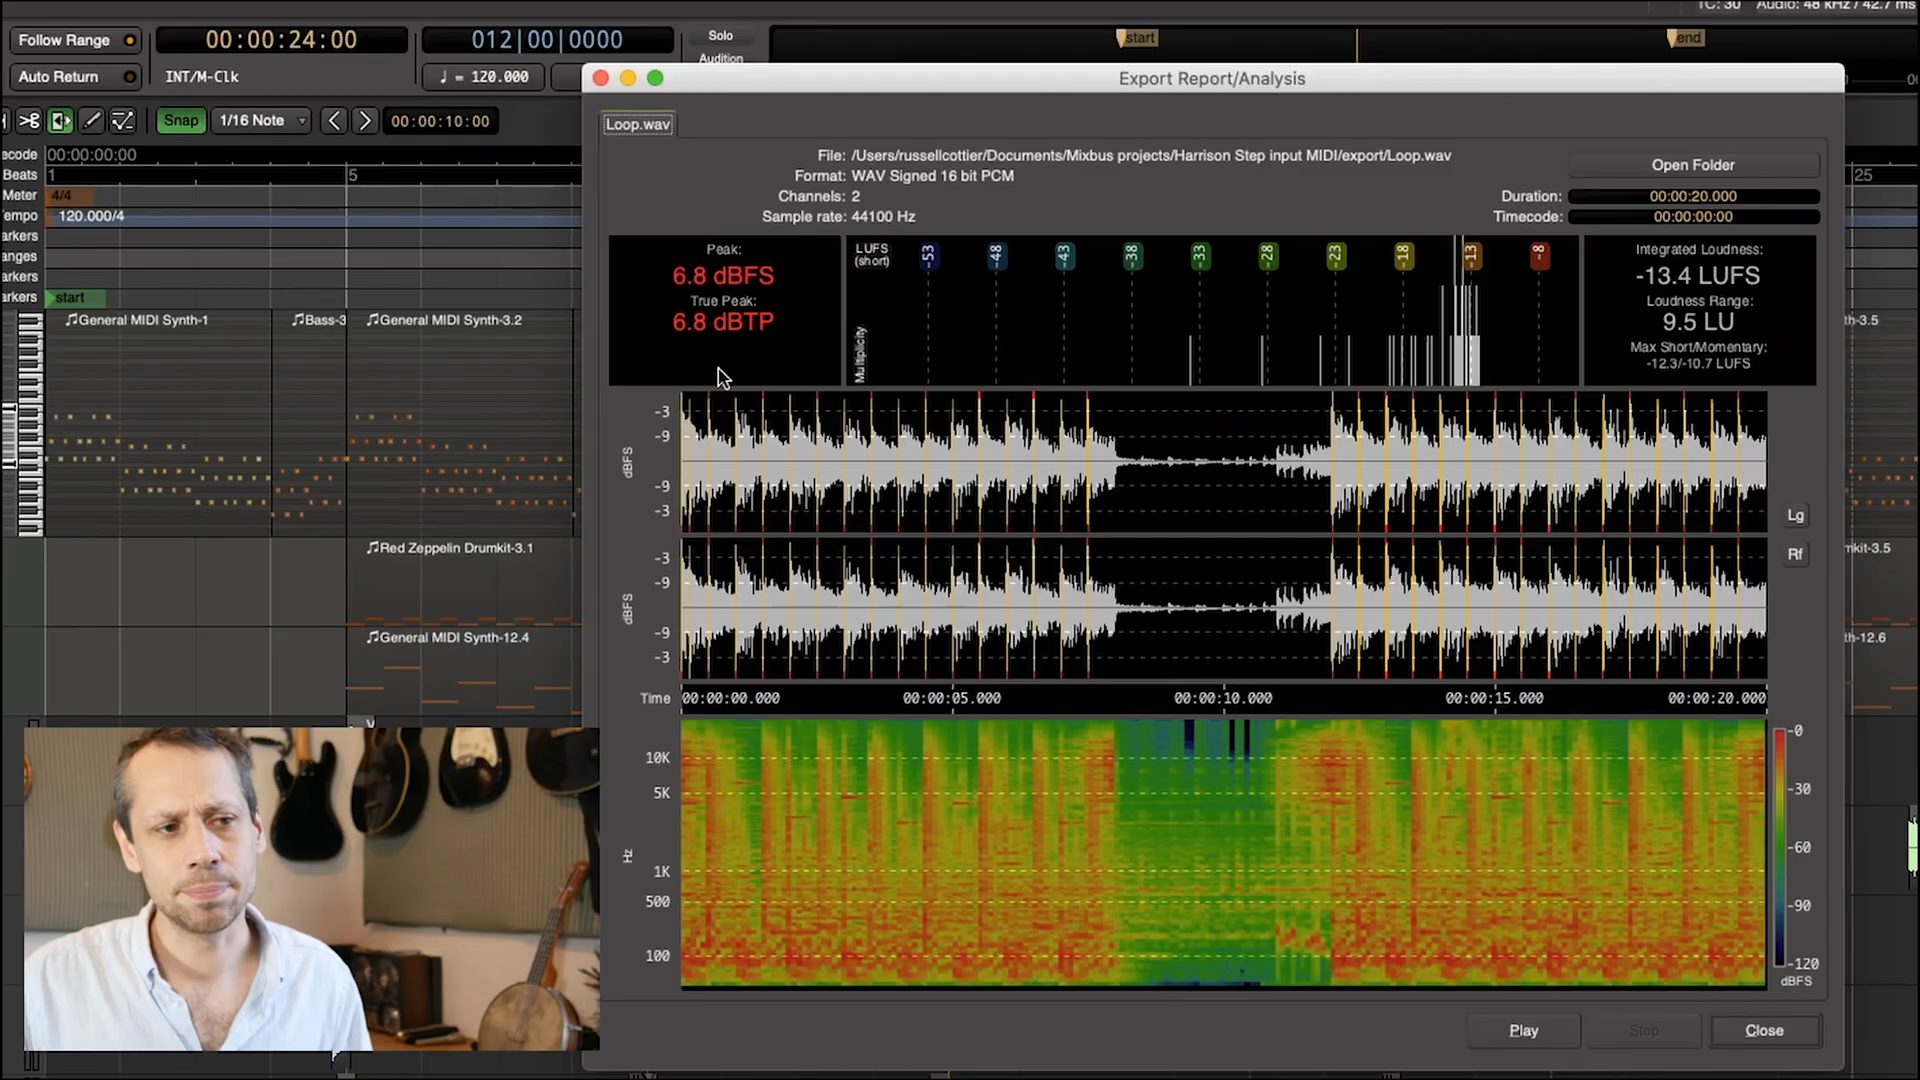 TC: 30 Audio: 48 kHz / 42.7 ms
Follow Range
00:00:24:00
012|00|0000
Solo
start
end
Auto Return
INT/M-Clk
♩ = 120.000
Audition
Export Report/Analysis
Snap
1/16 Note
00:00:10:00
Loop.wav
ecode
00:00:00:00
Beats
1
5
25
Meter
4/4
empo
120.000/4
arkers
anges
arkers
arkers
start
File: /Users/russellcottier/Documents/Mixbus projects/Harrison Step input MIDI/export/Loop.wav
Format: WAV Signed 16 bit PCM
Channels: 2
Sample rate: 44100 Hz
Open Folder
Duration: 00:00:20.000
Timecode: 00:00:00:00
Peak:
6.8 dBFS
True Peak:
6.8 dBTP
LUFS
(short)
-53
-48
-43
-38
-33
-28
-23
-18
-13
-8
Multiplicity
Integrated Loudness:
-13.4 LUFS
Loudness Range:
9.5 LU
Max Short/Momentary:
-12.3/-10.7 LUFS
General MIDI Synth-1
Bass-3
General MIDI Synth-3.2
th-3.5
Red Zeppelin Drumkit-3.1
mkit-3.5
General MIDI Synth-12.4
th-12.6
-3
-9
dBFS
-9
-3
Lg
Rf
-3
-9
dBFS
-9
-3
Time
00:00:00.000
00:00:05.000
00:00:10.000
00:00:15.000
00:00:20.000
10K
5K
Hz
1K
500
100
-0
-30
-60
-90
-120
dBFS
Play
Stop
Close